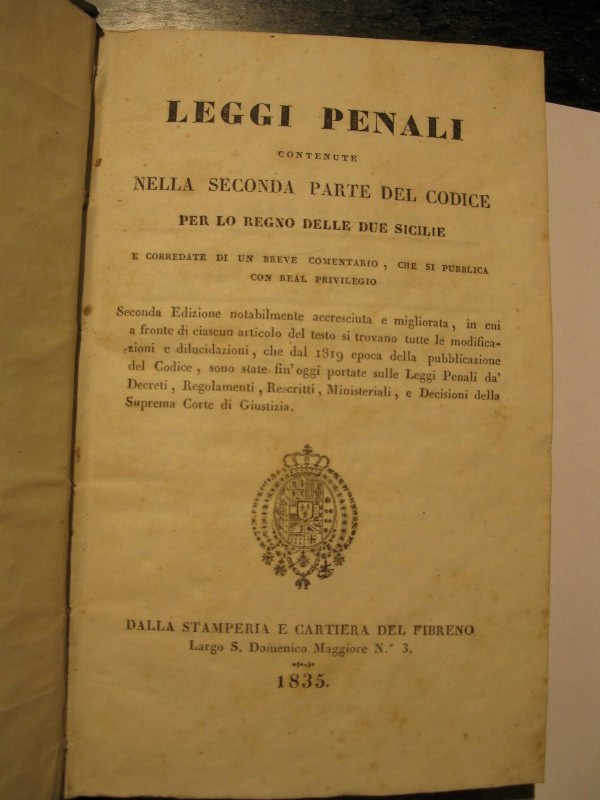 LEGGI PENALI
CONTENUTE
NELLA SECONDA PARTE DEL CODICE
PER LO REGNO DELLE DUE SICILIE
E CORREDATE DI UN BREVE COMENTARIO, CHE SI PUBBLICA
CON REAL PRIVILEGIO
Seconda Edizione notabilmente accresciuta e migliorata, in cui
a fronte di ciascun articolo del testo si trovano tutte le modifica-
zioni e dilucidazioni, che dal 1819 epoca della pubblicazione
del Codice, sono state fin'oggi portate sulle Leggi Penali da'
Decreti, Regolamenti, Rescritti, Ministeriali, e Decisioni della
Suprema Corte di Giustizia.
DALLA STAMPERIA E CARTIERA DEL FIBRENO
Largo S. Domenico Maggiore N.° 3.
1835.